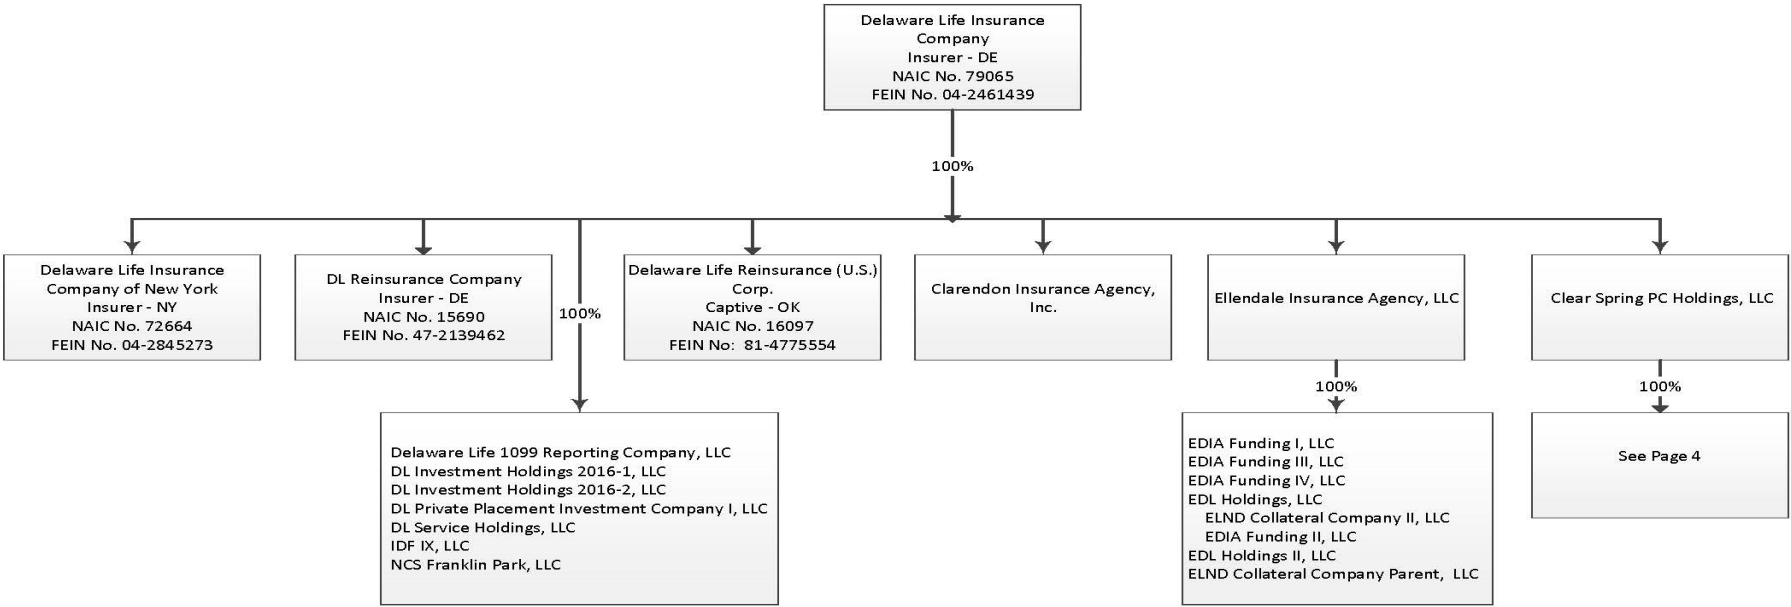 Delaware Life Insurance
Company
Insurer - DE
NAIC No. 79065
FEIN No. 04-2461439
100%
Delaware Life Insurance
Company of New York
Insurer - NY
NAIC No. 72664
FEIN No. 04-2845273
DL Reinsurance Company
Insurer - DE
NAIC No. 15690
FEIN No. 47-2139462
100%
Delaware Life Reinsurance (U.S.)
Corp.
Captive - OK
NAIC No. 16097
FEIN No:  81-4775554
Clarendon Insurance Agency,
Inc.
Ellendale Insurance Agency, LLC
Clear Spring PC Holdings, LLC
100%
100%
Delaware Life 1099 Reporting Company, LLC
DL Investment Holdings 2016-1, LLC
DL Investment Holdings 2016-2, LLC
DL Private Placement Investment Company I, LLC
DL Service Holdings, LLC
IDF IX, LLC
NCS Franklin Park, LLC
EDIA Funding I, LLC
EDIA Funding III, LLC
EDIA Funding IV, LLC
EDL Holdings, LLC
ELND Collateral Company II, LLC
EDIA Funding II, LLC
EDL Holdings II, LLC
ELND Collateral Company Parent,  LLC
See Page 4